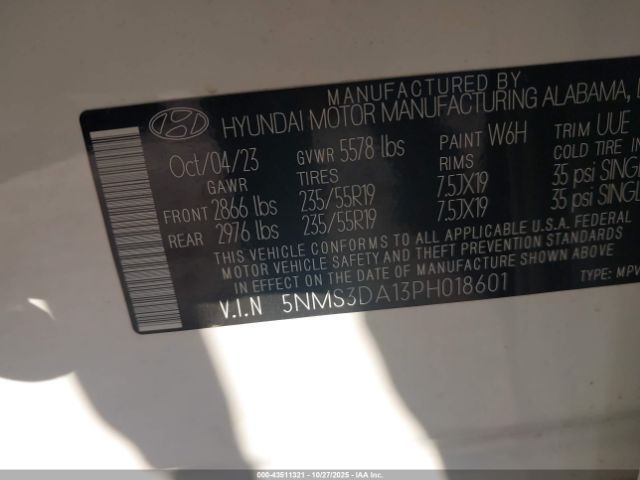 MANUFACTURED BY
HYUNDAI MOTOR MANUFACTURING ALABAMA,
Oct/04/23 GVWR 5578 lbs PAINT W6H TRIM UUE
GAWR TIRES RIMS COLD TIRE
FRONT 2866 lbs 235/55R19 7.5JX19 35 psi SINGL
REAR 2976 lbs 235/55R19 7.5JX19 35 psi SINGL
THIS VEHICLE CONFORMS TO ALL APPLICABLE U.S.A. FEDERAL
MOTOR VEHICLE SAFETY AND THEFT PREVENTION STANDARDS
IN EFFECT ON THE DATE OF MANUFACTURE SHOWN ABOVE
V.I.N 5NMS3DA13PH018601 TYPE: MPV
000-43511321 - 10/27/2025 - IAADC